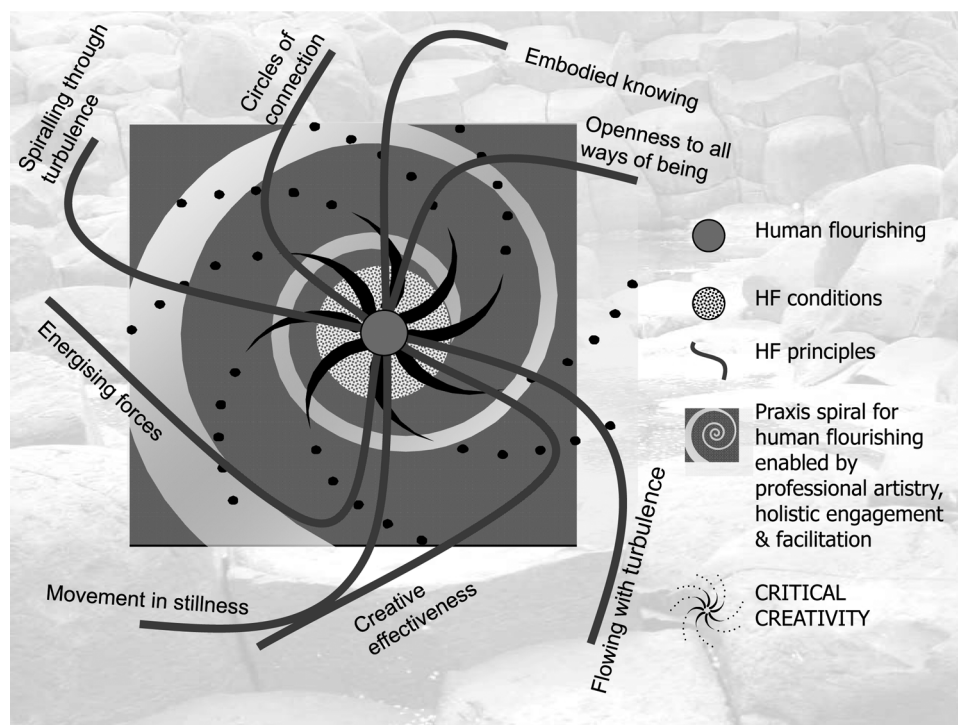 Spiralling through
turbulence
Circles of
connection
Embodied knowing
Openness to all
ways of being
Energising forces
Movement in stillness
Creative
effectiveness
Flowing with turbulence
Human flourishing
HF conditions
HF principles
Praxis spiral for
human flourishing
enabled by
professional artistry,
holistic engagement
& facilitation
CRITICAL
CREATIVITY